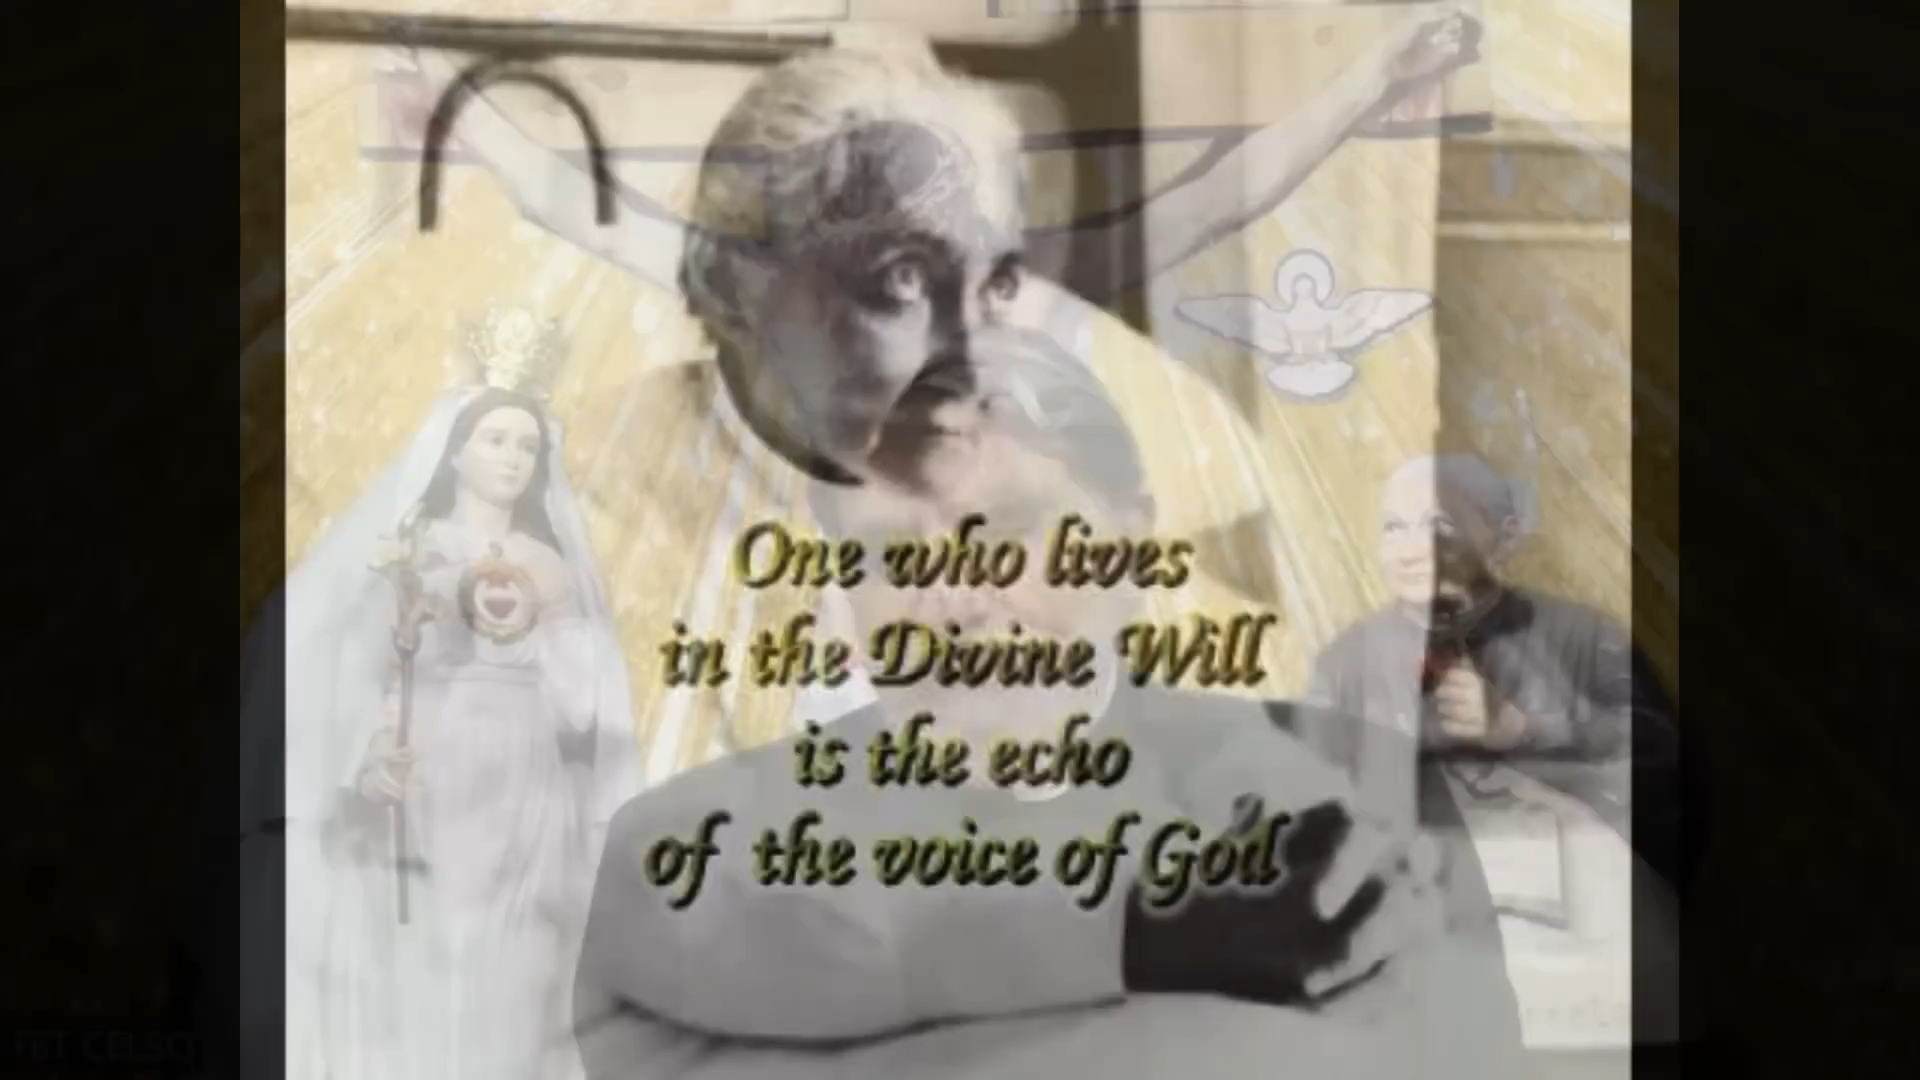 One who lives
in the Divine Will
is the echo
of the voice of God